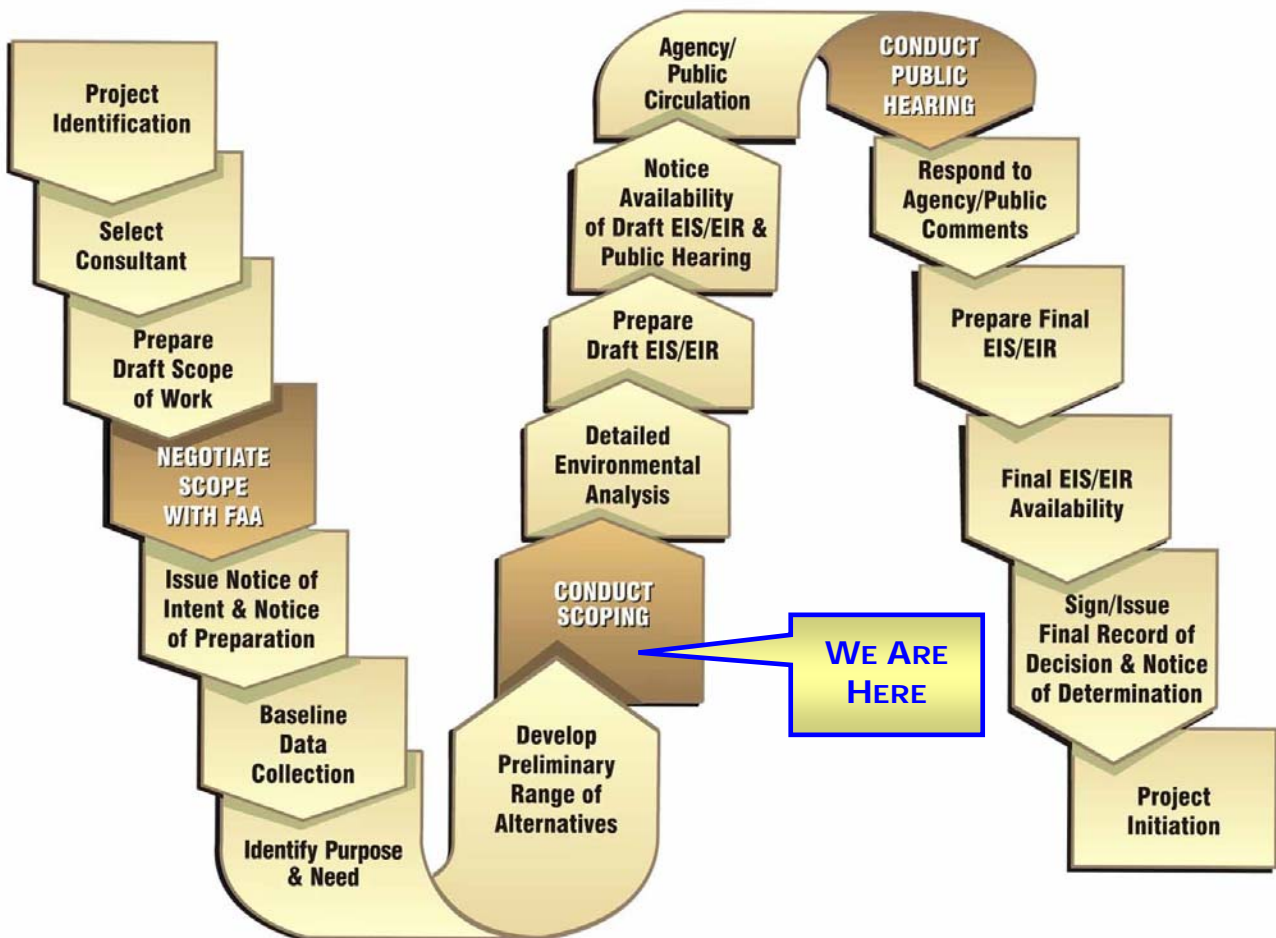 Project
Identification
Select
Consultant
Prepare
Draft Scope
of Work
NEGOTIATE
SCOPE
WITH FAA
Issue Notice of
Intent & Notice
of Preparation
Baseline
Data
Collection
Identify Purpose
& Need
Develop
Preliminary
Range of
Alternatives
CONDUCT
SCOPING
WE ARE
HERE
Detailed
Environmental
Analysis
Prepare
Draft EIS/EIR
Notice
Availability
of Draft EIS/EIR &
Public Hearing
Agency/
Public
Circulation
CONDUCT
PUBLIC
HEARING
Respond to
Agency/Public
Comments
Prepare Final
EIS/EIR
Final EIS/EIR
Availability
Sign/Issue
Final Record of
Decision & Notice
of Determination
Project
Initiation